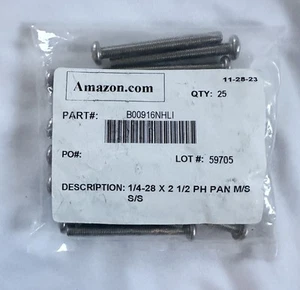 Amazon.com
11-28-23
QTY: 25
PART#: B00916NHLI
PO#:
LOT #: 59705
DESCRIPTION: 1/4-28 X 2 1/2 PH PAN M/S
S/S